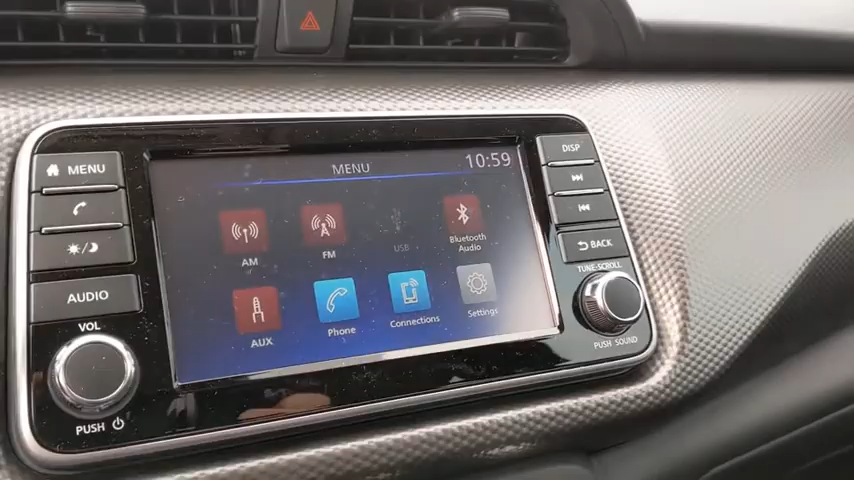 MENU
AUDIO
VOL
PUSH
MENU
10:59
AM
FM
USB
Bluetooth
Audio
AUX
Phone
Connections
Settings
DISP
BACK
TUNE·SCROLL
PUSH SOUND